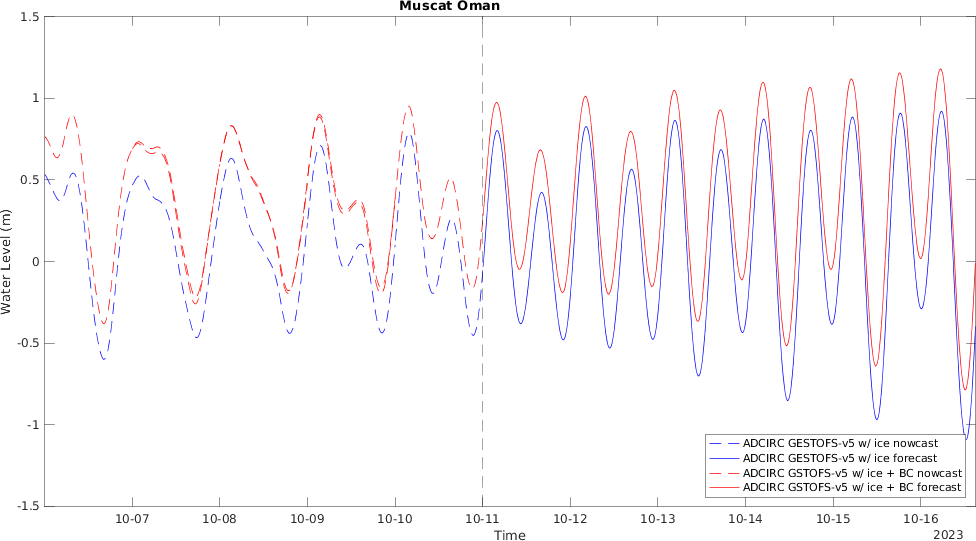 Muscat Oman
1.5
1
0.5
0
-0.5
-1
-1.5
Water Level (m)
10-07
10-08
10-09
10-10
10-11
10-12
10-13
10-14
10-15
10-16
Time
2023
ADCIRC GESTOFS-v5 w/ ice nowcast
ADCIRC GESTOFS-v5 w/ ice forecast
ADCIRC GSTOFS-v5 w/ ice + BC nowcast
ADCIRC GSTOFS-v5 w/ ice + BC forecast